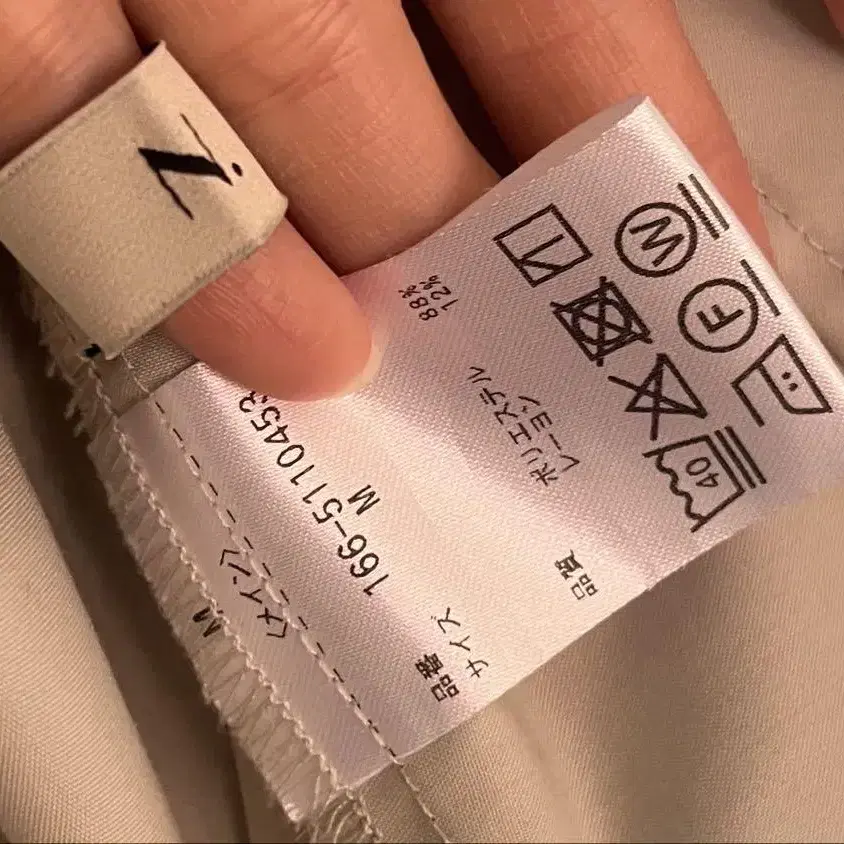 M
〈メイン〉
品番 166-5110453
サイズ M
品質 ポリエステル 88%
レーヨン 12%
40
F W